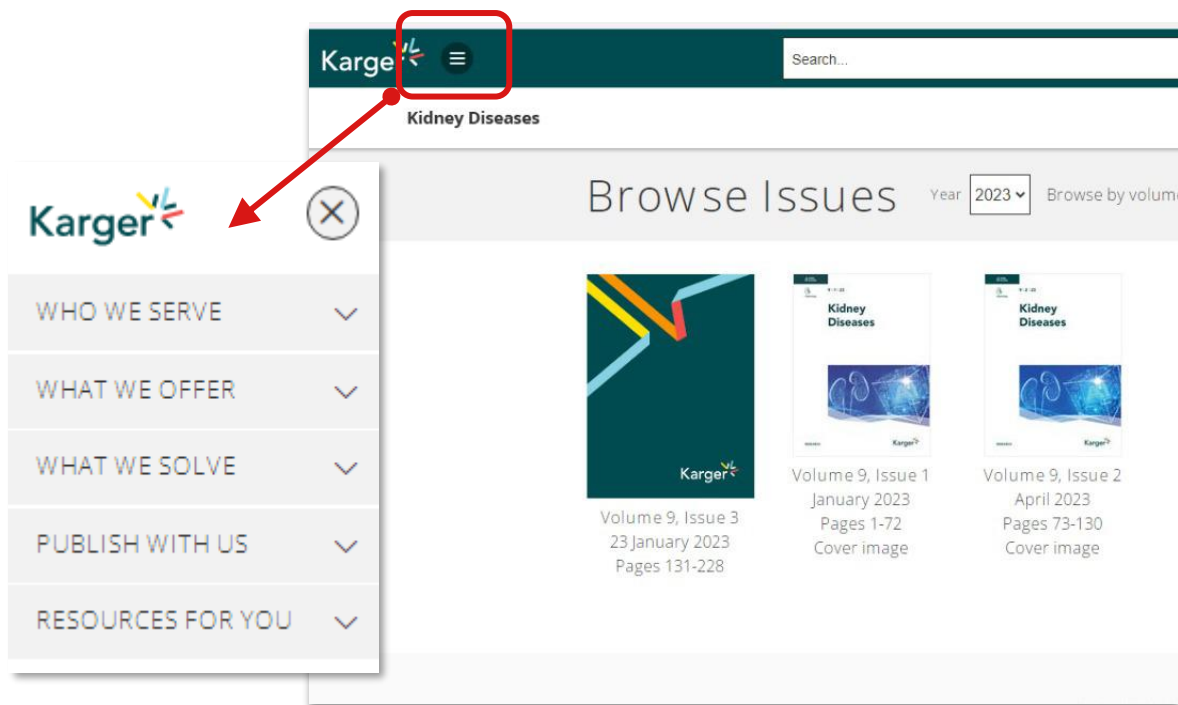 Karger
Search...
Kidney Diseases
Browse Issues
Year
2023
Browse by volum
Karger
WHO WE SERVE
WHAT WE OFFER
WHAT WE SOLVE
PUBLISH WITH US
RESOURCES FOR YOU
Karger
Volume 9, Issue 3
23 January 2023
Pages 131-228
Kidney
Diseases
Karger
Volume 9, Issue 1
January 2023
Pages 1-72
Cover image
Kidney
Diseases
Karger
Volume 9, Issue 2
April 2023
Pages 73-130
Cover image